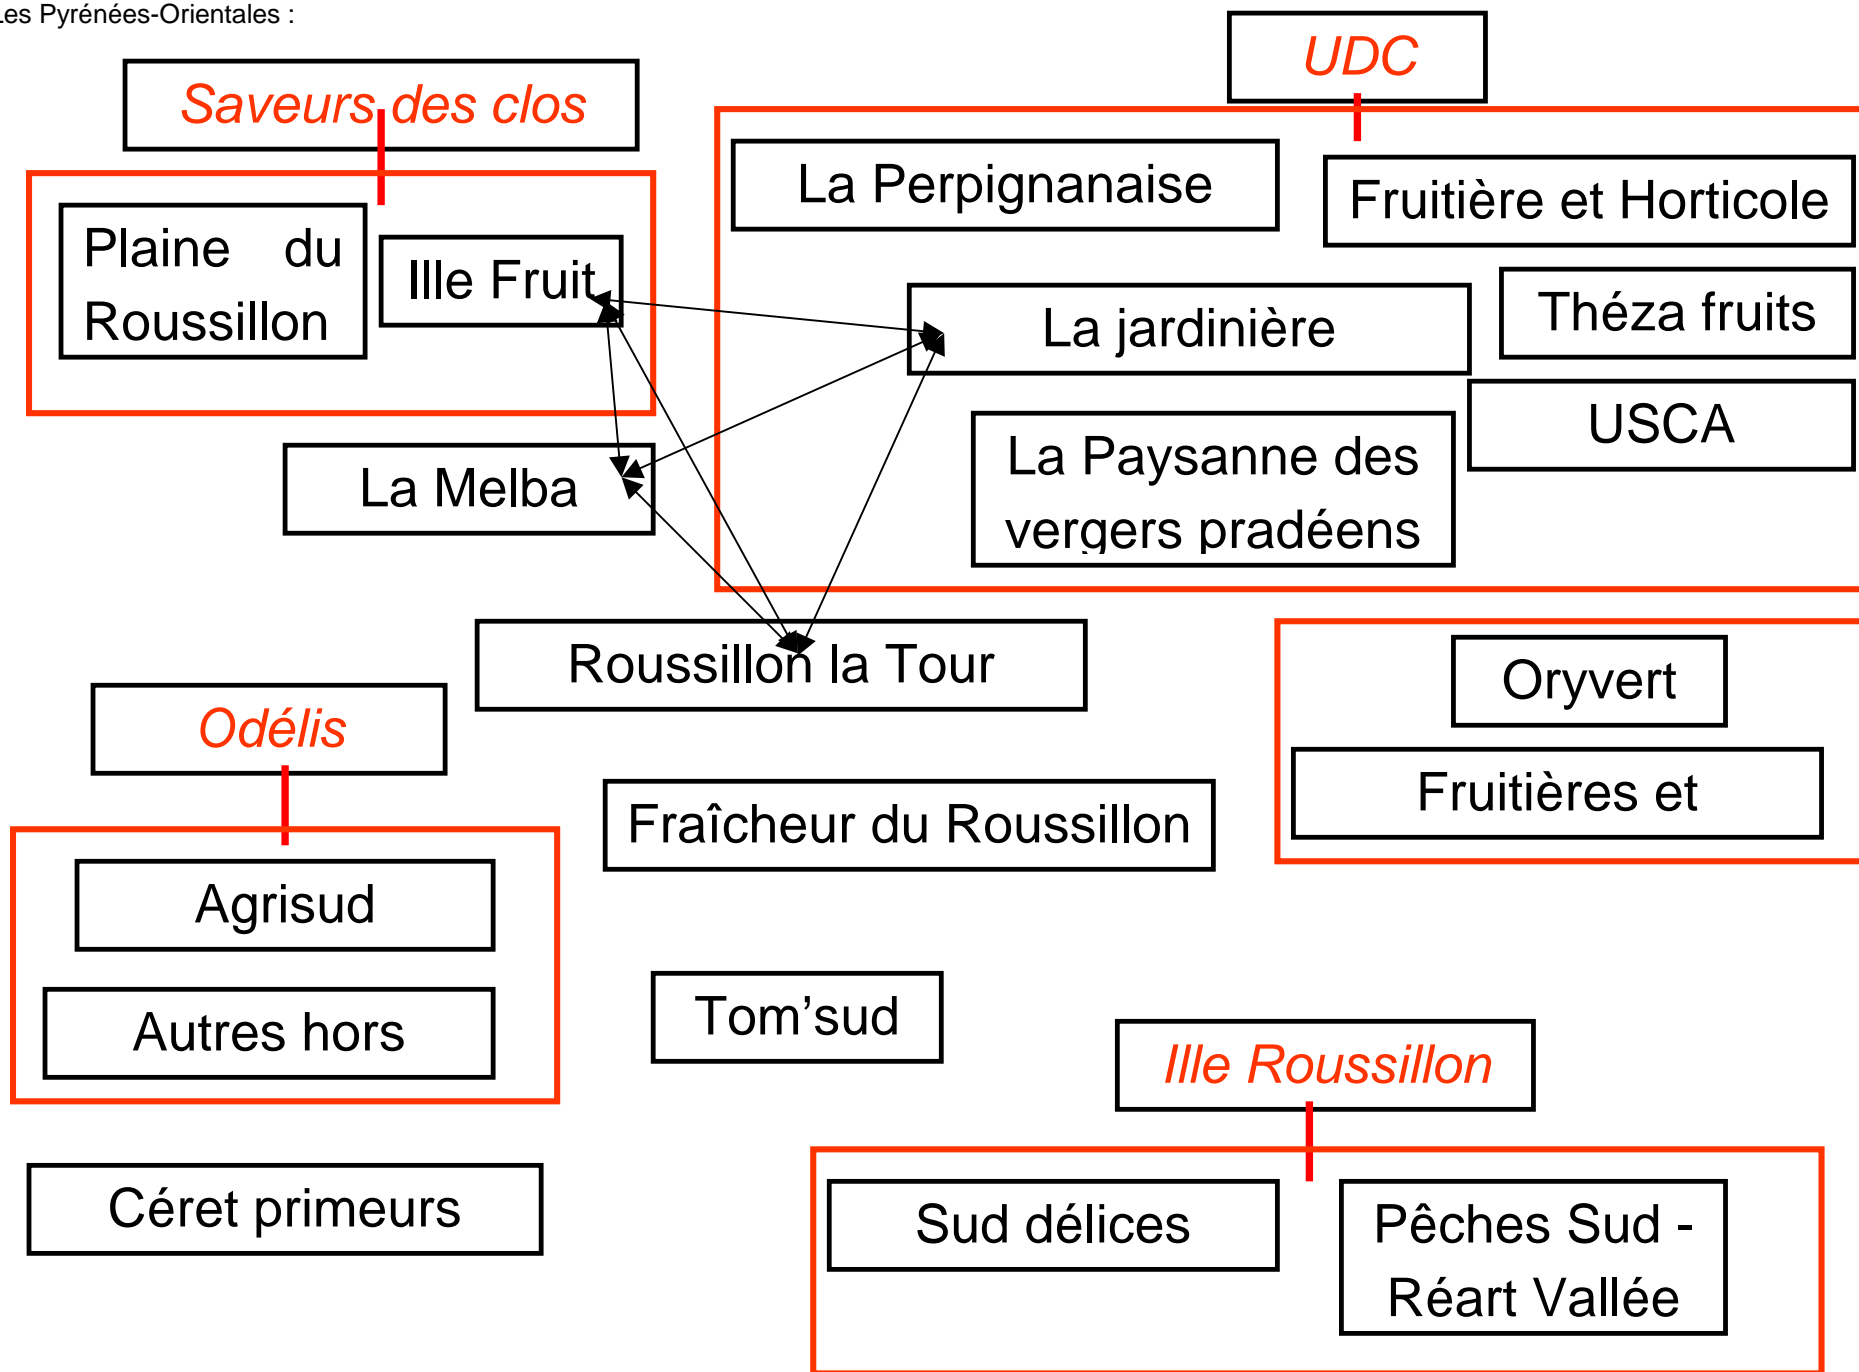 Les Pyrénées-Orientales :
UDC
Saveurs des clos
La Perpignanaise
Fruitière et Horticole
Plaine du
Roussillon
Ille Fruit
La jardinière
Théza fruits
USCA
La Paysanne des
vergers pradéens
La Melba
Roussillon la Tour
Oryvert
Odélis
Fruitières et
Fraîcheur du Roussillon
Agrisud
Tom’sud
Autres hors
Ille Roussillon
Céret primeurs
Sud délices
Pêches Sud -
Réart Vallée